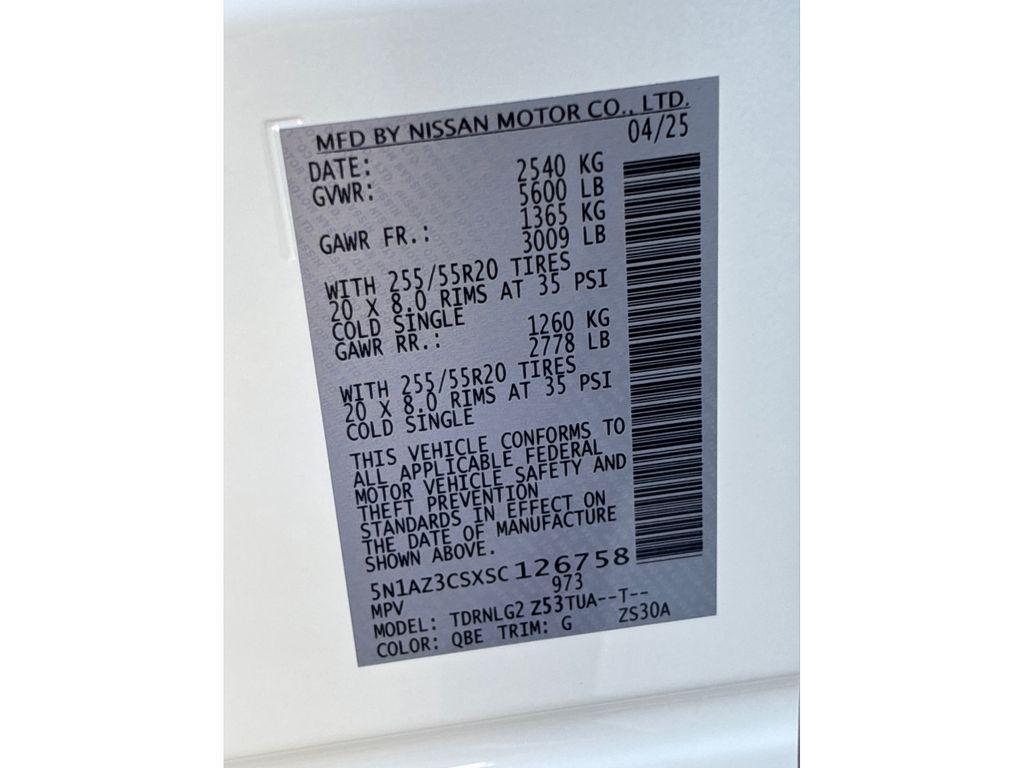 MFD BY NISSAN MOTOR CO., LTD.
DATE: 04/25
GVWR: 2540 KG
5600 LB
GAWR FR.: 1365 KG
3009 LB
WITH 255/55R20 TIRES
20 X 8.0 RIMS AT 35 PSI
COLD SINGLE
GAWR RR.: 1260 KG
2778 LB
WITH 255/55R20 TIRES
20 X 8.0 RIMS AT 35 PSI
COLD SINGLE
THIS VEHICLE CONFORMS TO
ALL APPLICABLE FEDERAL
MOTOR VEHICLE SAFETY AND
THEFT PREVENTION
STANDARDS IN EFFECT ON
THE DATE OF MANUFACTURE
SHOWN ABOVE.
5N1AZ3CSXSC126758
MPV 973
MODEL: TDRNLG2 Z53TUA--T--
COLOR: QBE TRIM: G ZS30A